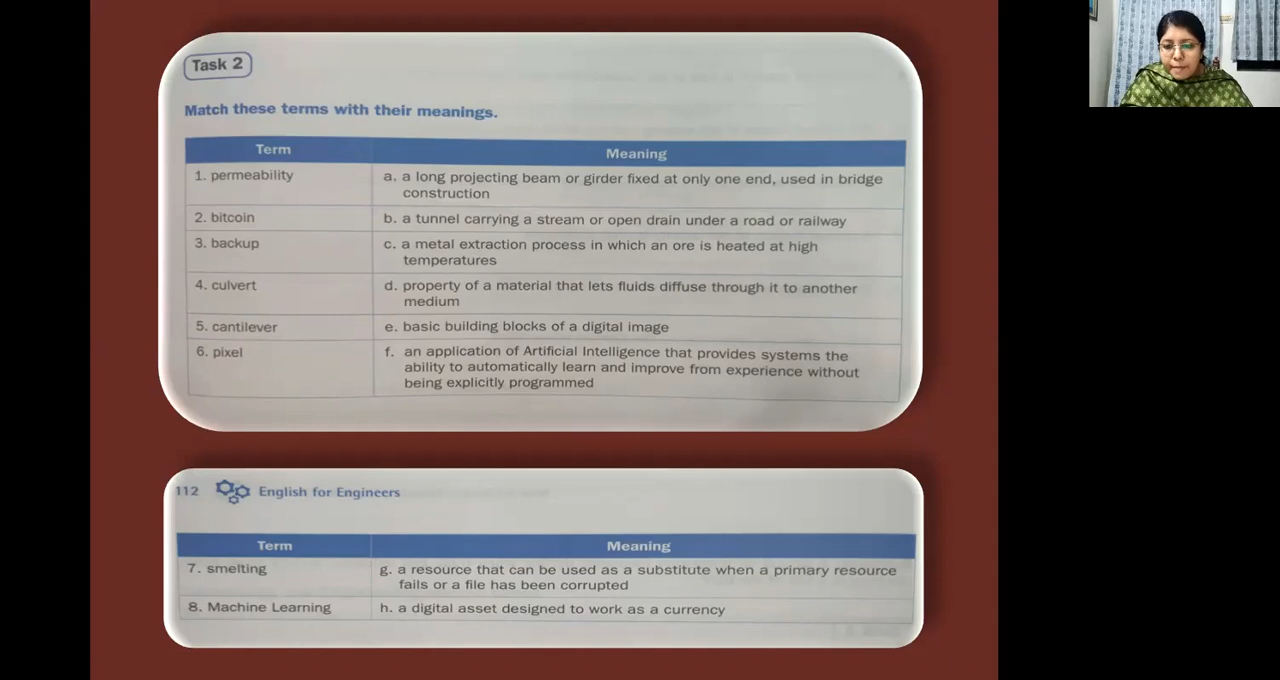 Task 2
Match these terms with their meanings.
Term Meaning
1. permeability a. a long projecting beam or girder fixed at only one end, used in bridge
construction
2. bitcoin b. a tunnel carrying a stream or open drain under a road or railway
3. backup c. a metal extraction process in which an ore is heated at high
temperatures
4. culvert d. property of a material that lets fluids diffuse through it to another
medium
5. cantilever e. basic building blocks of a digital image
6. pixel f. an application of Artificial Intelligence that provides systems the
ability to automatically learn and improve from experience without
being explicitly programmed
112 English for Engineers
Term Meaning
7. smelting g. a resource that can be used as a substitute when a primary resource
fails or a file has been corrupted
8. Machine Learning h. a digital asset designed to work as a currency